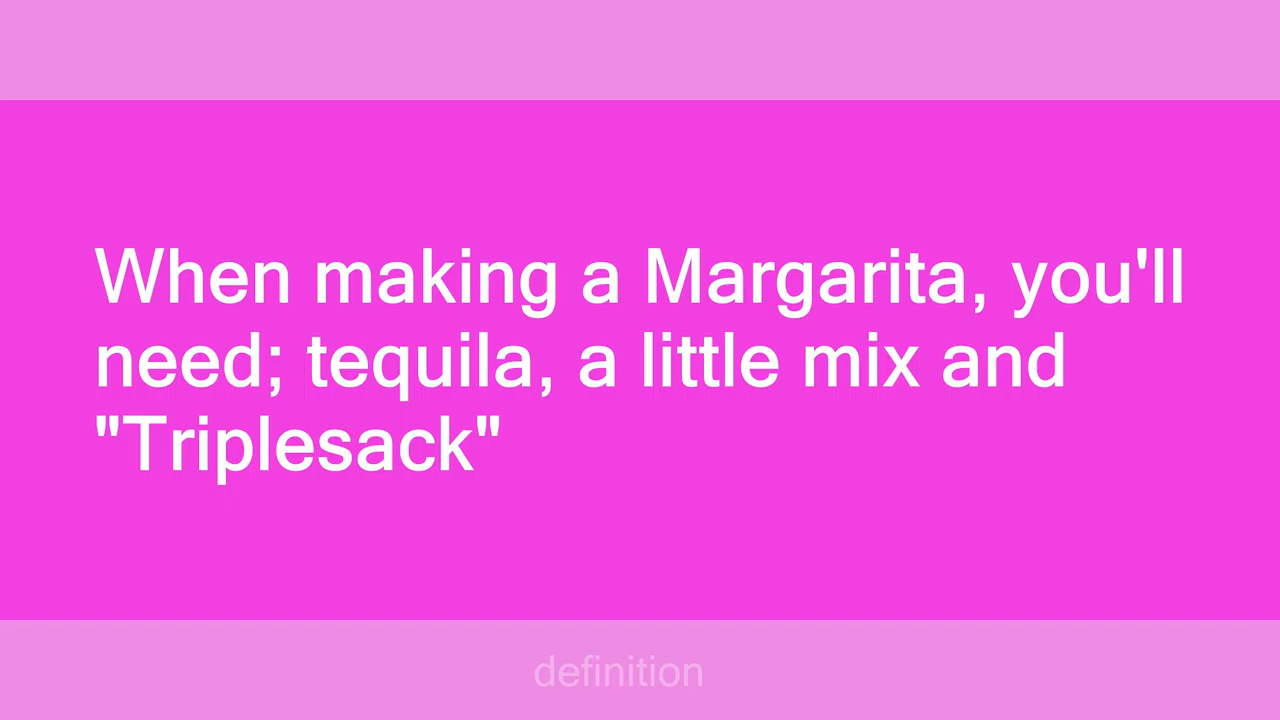 When making a Margarita, you'll
need; tequila, a little mix and
"Triplesack"
definition